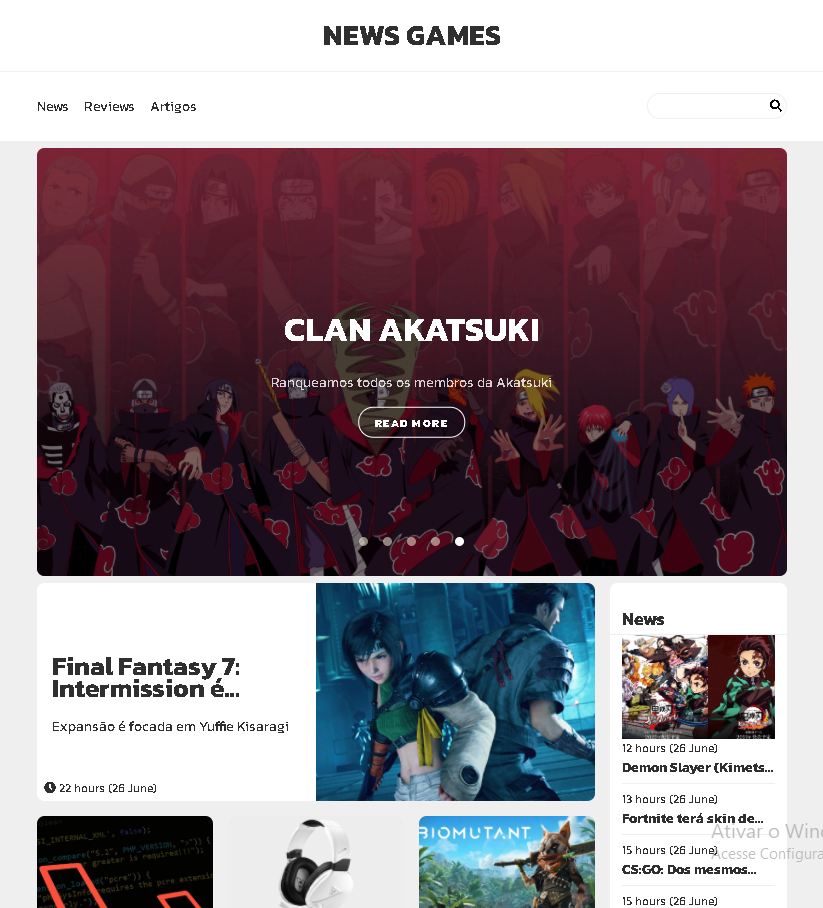 NEWS GAMES
News Reviews Artigos
CLAN AKATSUKI
Ranqueamos todos os membros da Akatsuki
READ MORE
Final Fantasy 7:
Intermission é...
Expansão é focada em Yuffie Kisaragi
22 hours (26 June)
News
12 hours (26 June)
Demon Slayer (Kimets...
13 hours (26 June)
Fortnite terá skin de...
15 hours (26 June)
CS:GO: Dos mesmos...
15 hours (26 June)
Ativar o Wind
Acesse Configura
BIOMUTANT